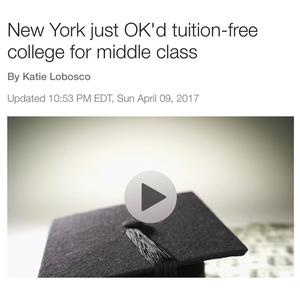 New York just OK'd tuition-free
college for middle class
By Katie Lobosco
Updated 10:53 PM EDT, Sun April 09, 2017